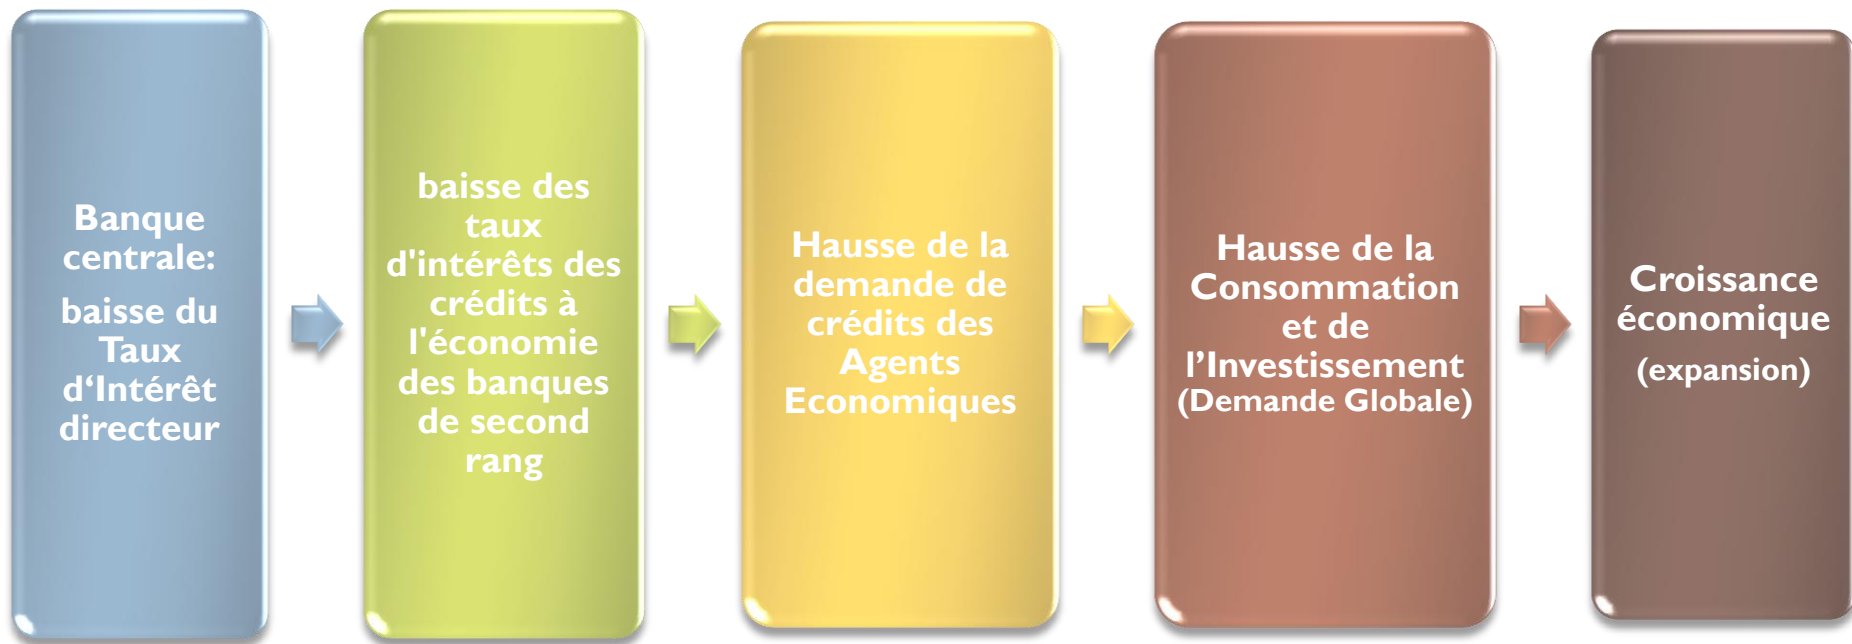 Banque
centrale:
baisse du
Taux
d‘Intérêt
directeur
baisse des
taux
d'intérêts des
crédits à
l'économie
des banques
de second
rang
Hausse de la
demande de
crédits des
Agents
Economiques
Hausse de la
Consommation
et de
l’Investissement
(Demande Globale)
Croissance
économique
(expansion)